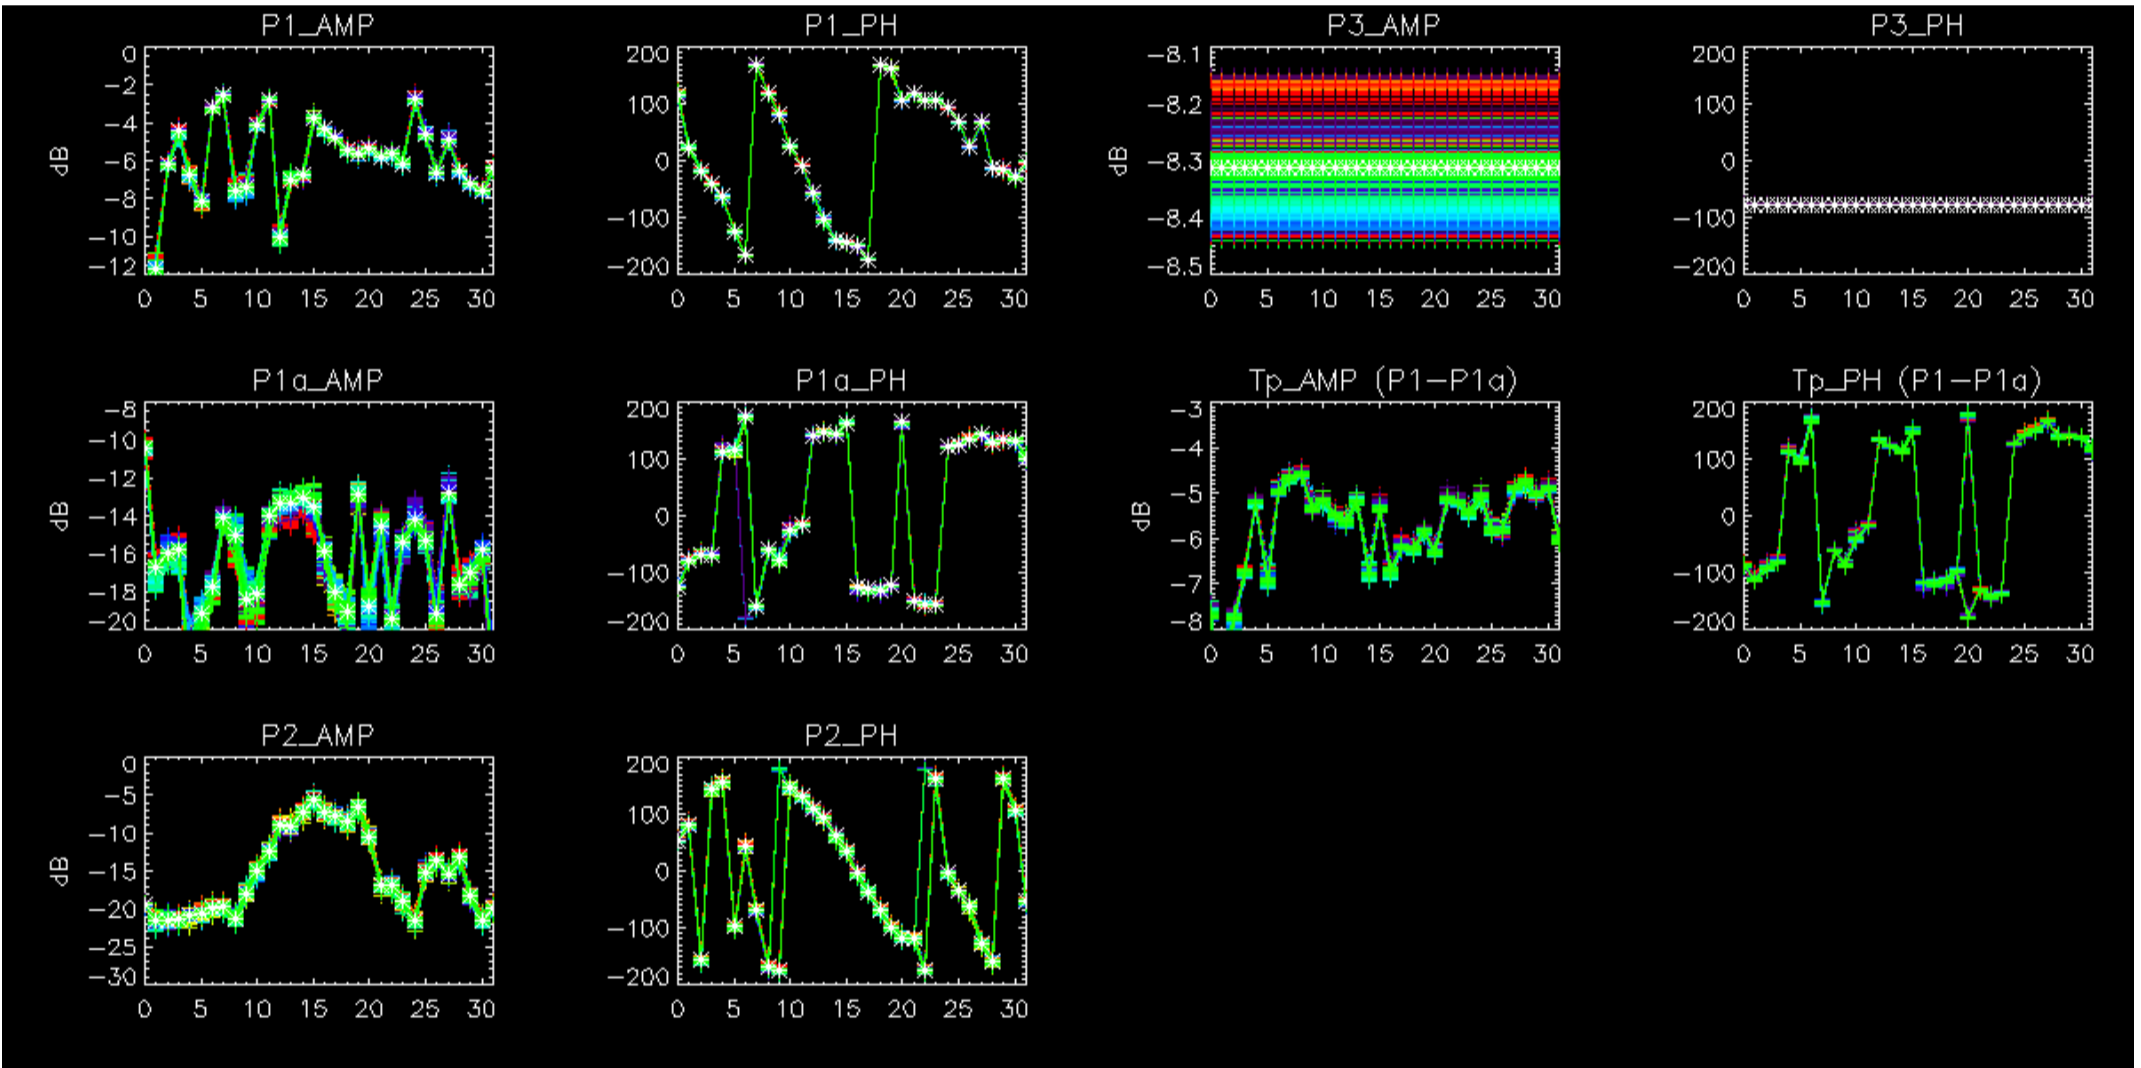 P1_AMP P1_PH P3_AMP P3_PH
0 200 −8.1 200
−2
−4 100 −8.2 100
dB −6 0 dB −8.3 0
−8
−10 −100 −8.4 −100
−12 −200 −8.5 −200
0 5 10 15 20 25 30 0 5 10 15 20 25 30 0 5 10 15 20 25 30 0 5 10 15 20 25 30
P1a_AMP P1a_PH Tp_AMP (P1−P1a) Tp_PH (P1−P1a)
−8 200 −3 200
−10 −4
−12 100 100
dB −14 0 dB −5 0
−16 −6
−18 −100 −7 −100
−20 −200 −8 −200
0 5 10 15 20 25 30 0 5 10 15 20 25 30 0 5 10 15 20 25 30 0 5 10 15 20 25 30
P2_AMP P2_PH
0 200
−5 100
−10
dB −15 0
−20 −100
−25
−30 −200
0 5 10 15 20 25 30 0 5 10 15 20 25 30